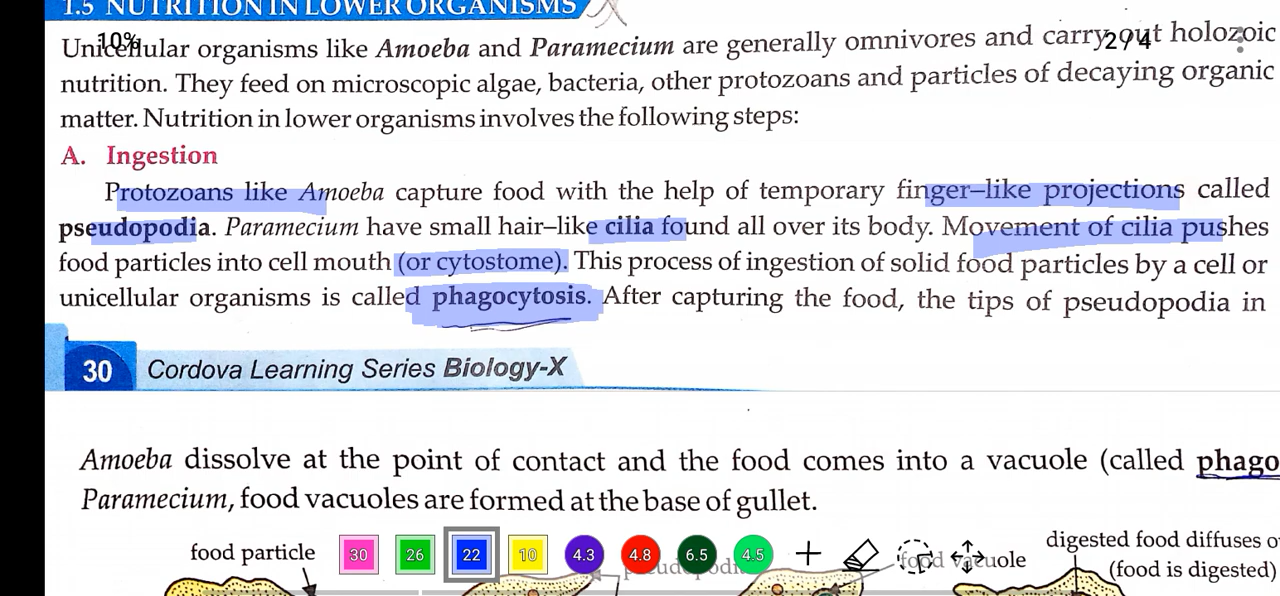 1.5 NUTRITION IN LOWER ORGANISMS
10%
2/4
Unicellular organisms like Amoeba and Paramecium are generally omnivores and carry out holozoic
nutrition. They feed on microscopic algae, bacteria, other protozoans and particles of decaying organic
matter. Nutrition in lower organisms involves the following steps:
A. Ingestion
Protozoans like Amoeba capture food with the help of temporary finger–like projections called
pseudopodia. Paramecium have small hair–like cilia found all over its body. Movement of cilia pushes
food particles into cell mouth (or cytostome). This process of ingestion of solid food particles by a cell or
unicellular organisms is called phagocytosis. After capturing the food, the tips of pseudopodia in
30 Cordova Learning Series Biology-X
Amoeba dissolve at the point of contact and the food comes into a vacuole (called phago
Paramecium, food vacuoles are formed at the base of gullet.
food particle
30 26 22 10 4.3 4.8 6.5 4.5
food vacuole
digested food diffuses o
(food is digested)